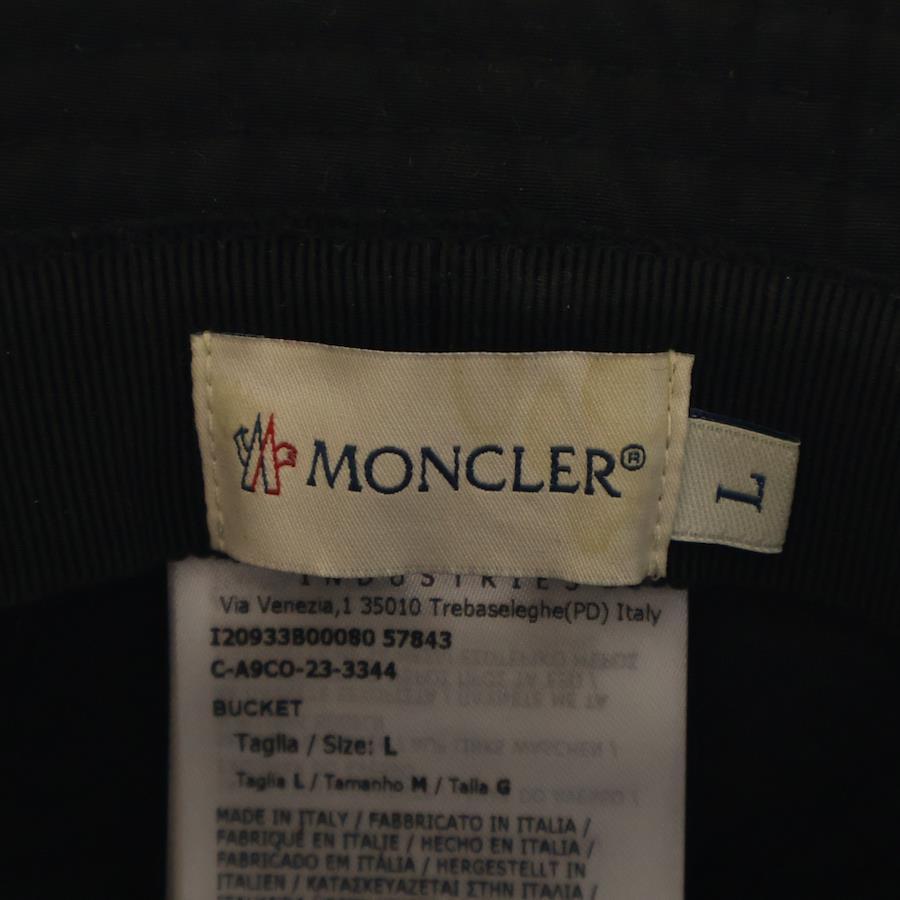 MONCLER®
L
INDUSTRIES
Via Venezia,1 35010 Trebaseleghe(PD) Italy
I20933B00080 57843
C-A9CO-23-3344
BUCKET
Taglia / Size: L
Taglia L / Tamanho M / Talla G
MADE IN ITALY / FABBRICATO IN ITALIA /
FABRIQUÉ EN ITALIE / HECHO EN ITALIA /
FABRICADO EM ITÁLIA / HERGESTELLT IN
ITALIEN / ΚΑΤΑΣΚΕΥΑΖΕΤΑΙ ΣΤΗΝ ΙΤΑΛΙΑ /